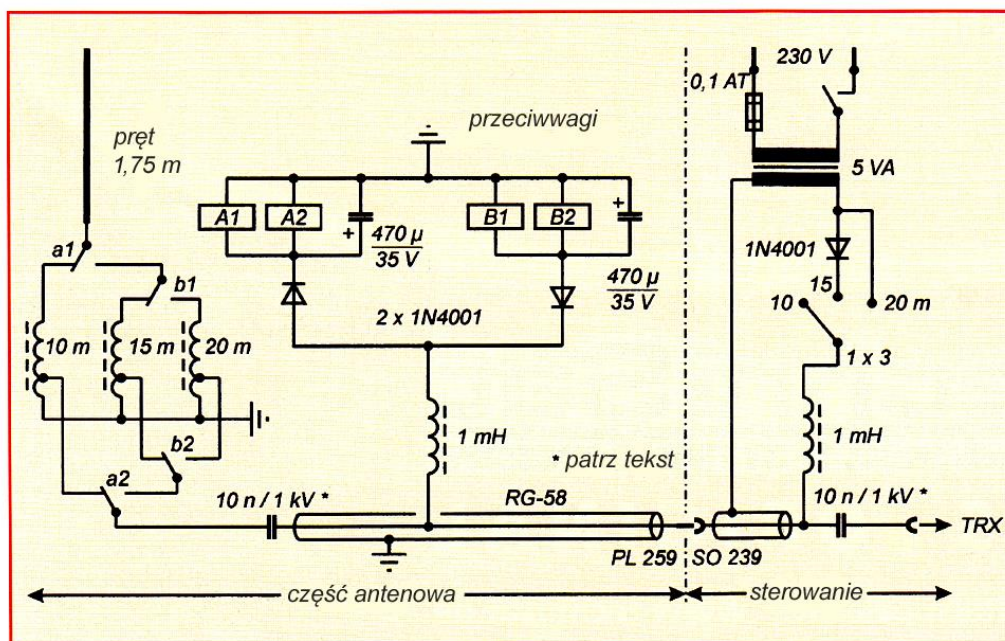 pręt
1,75 m
przeciwwagi
A1
A2
+
470 µ
35 V
B1
B2
+
470 µ
35 V
2 x 1N4001
a1
b1
10 m
15 m
20 m
b2
a2
10 n / 1 kV *
1 mH
* patrz tekst
RG-58
PL 259
SO 239
część antenowa
230 V
0,1 AT
5 VA
1N4001
15
10
20 m
1 x 3
1 mH
10 n / 1 kV *
TRX
sterowanie